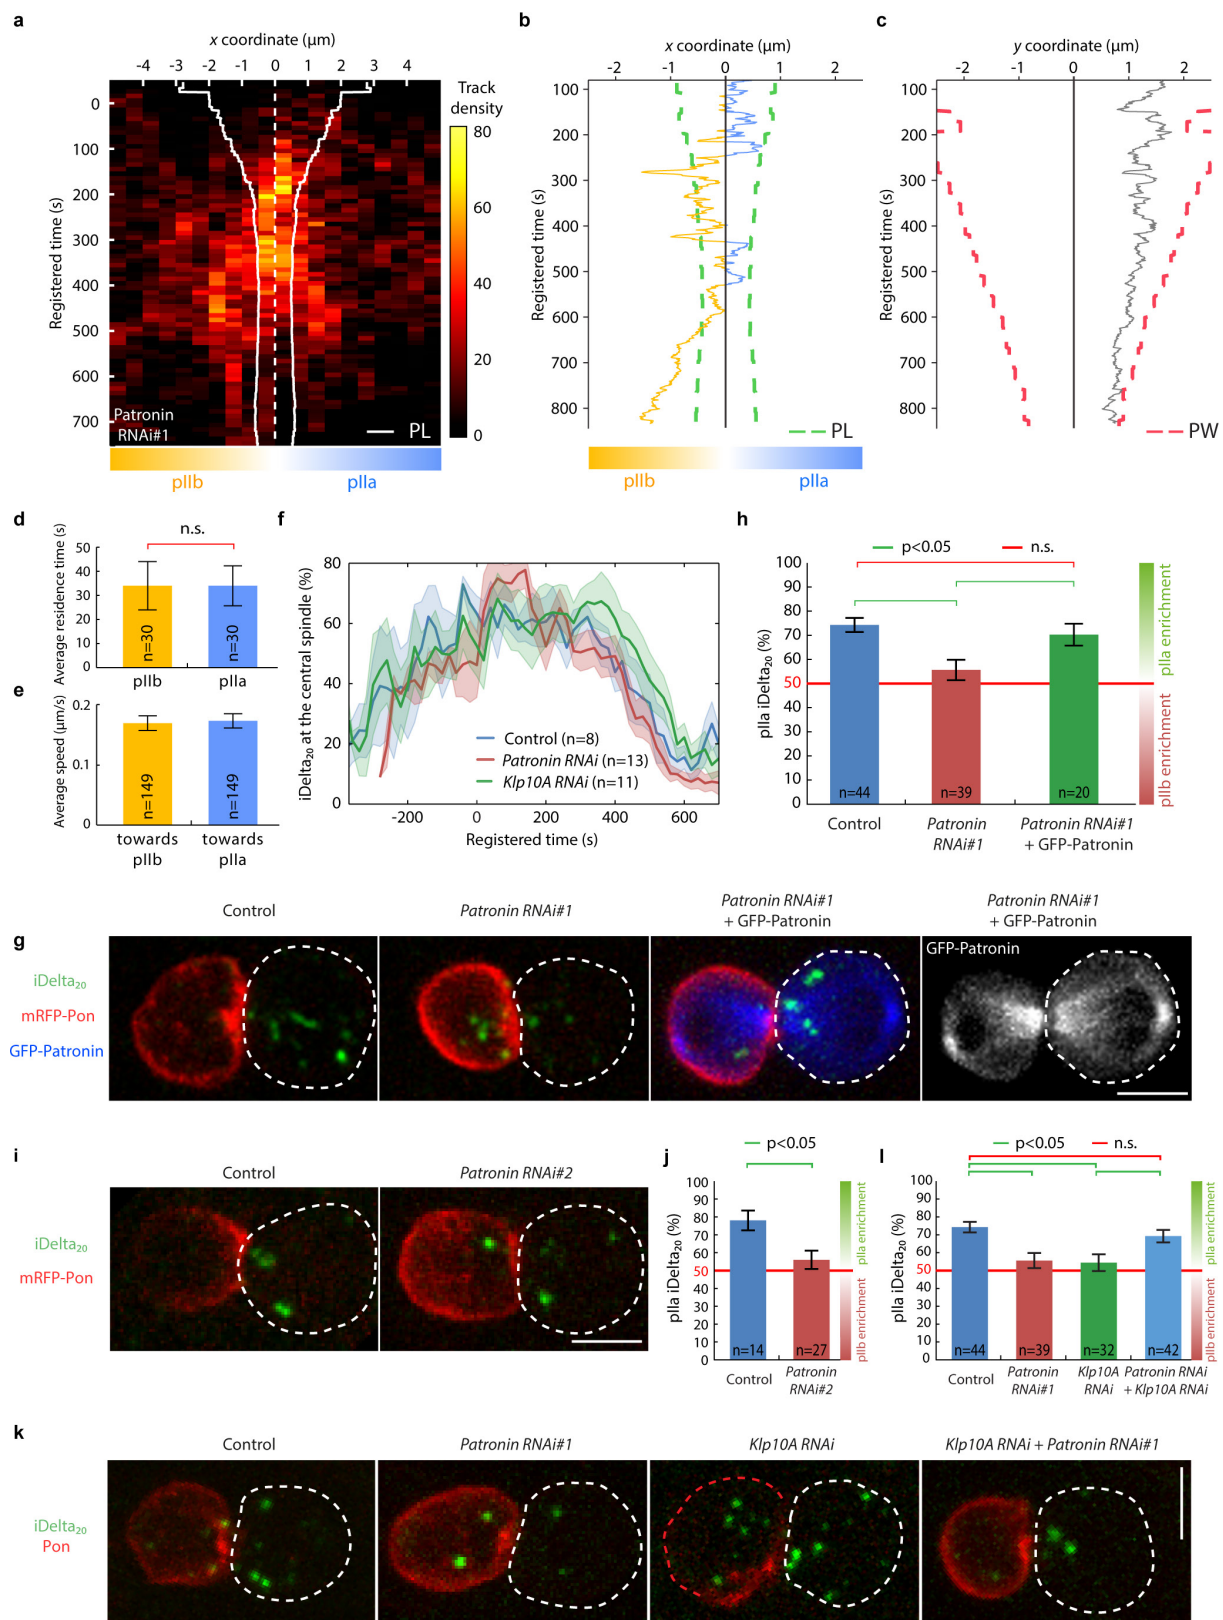 a
x coordinate (µm)
-4 -3 -2 -1 0 1 2 3 4
Registered time (s)
0
100
200
300
400
500
600
700
Patronin
RNAi#1
PL
Track
density
80
60
40
20
0
pIIb pIIa
b
x coordinate (µm)
-2 -1 0 1 2
Registered time (s)
100
200
300
400
500
600
700
800
PL
pIIb pIIa
c
y coordinate (µm)
-2 -1 0 1 2
Registered time (s)
100
200
300
400
500
600
700
800
PW
d
n.s.
Average residence time (s)
50
40
30
20
10
0
n=30 n=30
pIIb pIIa
e
Average speed (µm/s)
0.2
0.1
0
n=149 n=149
towards pIIb
towards pIIa
f
iDelta₂₀ at the central spindle (%)
80
60
40
20
0
Control (n=8)
Patronin RNAi (n=13)
Klp10A RNAi (n=11)
-200 0 200 400 600
Registered time (s)
h
p<0.05 n.s.
pIIa iDelta₂₀ (%)
100
90
80
70
60
50
40
30
20
10
0
n=44 n=39 n=20
Control
Patronin RNAi#1
Patronin RNAi#1 + GFP-Patronin
pIIa enrichment
pIIb enrichment
g
Control
Patronin RNAi#1
Patronin RNAi#1
+ GFP-Patronin
Patronin RNAi#1
+ GFP-Patronin
iDelta₂₀
mRFP-Pon
GFP-Patronin
GFP-Patronin
i
Control
Patronin RNAi#2
iDelta₂₀
mRFP-Pon
j
p<0.05
pIIa iDelta₂₀ (%)
100
90
80
70
60
50
40
30
20
10
0
n=14 n=27
Control
Patronin RNAi#2
pIIa enrichment
pIIb enrichment
l
p<0.05 n.s.
pIIa iDelta₂₀ (%)
100
90
80
70
60
50
40
30
20
10
0
n=44 n=39 n=32 n=42
Control
Patronin RNAi#1
Klp10A RNAi
Patronin RNAi + Klp10A RNAi
pIIa enrichment
pIIb enrichment
k
Control
Patronin RNAi#1
Klp10A RNAi
Klp10A RNAi + Patronin RNAi#1
iDelta₂₀
Pon